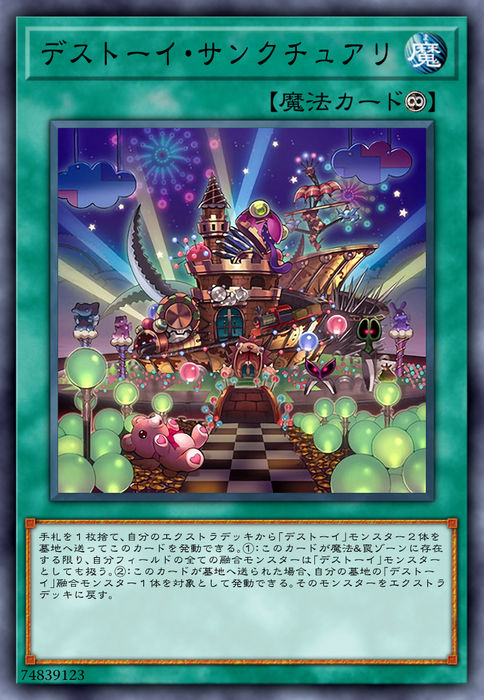 デストーイ・サンクチュアリ 魔
【魔法カード】
手札を１枚捨て、自分のエクストラデッキから「デストーイ」モンスター２体を
墓地へ送ってこのカードを発動できる。①:このカードが魔法&罠ゾーンに存在
する限り、自分フィールドの全ての融合モンスターは「デストーイ」モンスター
としても扱う。②:このカードが墓地へ送られた場合、自分の墓地の「デストー
イ」融合モンスター１体を対象として発動できる。そのモンスターをエクストラ
デッキに戻す。
74839123